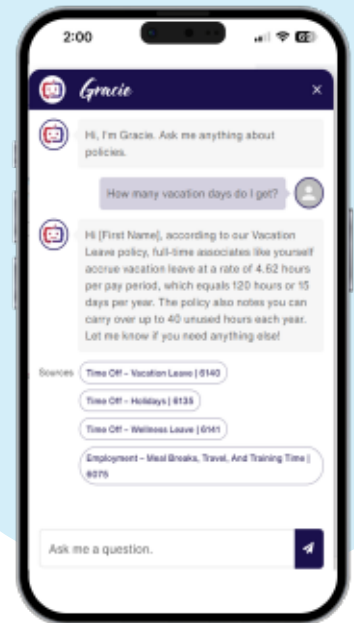 2:00
Gracie
×
Hi, I'm Gracie. Ask me anything about
policies.
How many vacation days do I get?
Hi [First Name], according to our Vacation
Leave policy, full-time associates like yourself
accrue vacation leave at a rate of 4.62 hours
per pay period, which equals 120 hours or 15
days per year. The policy also notes you can
carry over up to 40 unused hours each year.
Let me know if you need anything else!
Sources
Time Off – Vacation Leave | 6140
Time Off – Holidays | 6135
Time Off – Wellness Leave | 6141
Employment – Meal Breaks, Travel, And Training Time |
6075
Ask me a question.